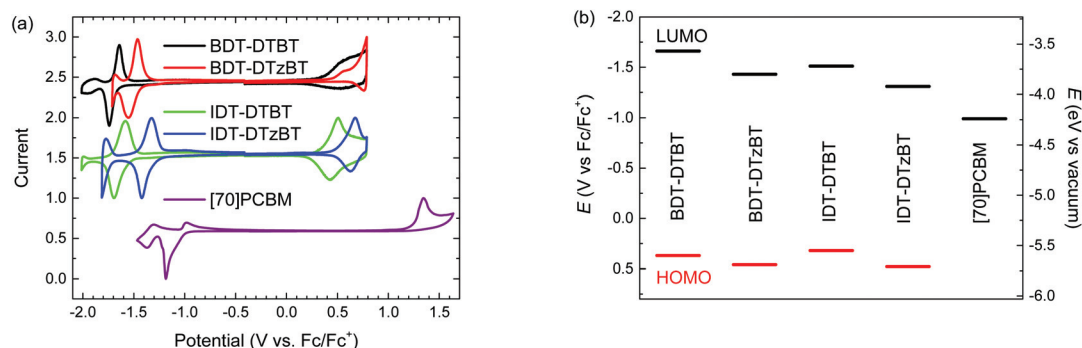 (a)
3.0
2.5
2.0
1.5
1.0
0.5
0.0
Current
BDT-DTBT
BDT-DTzBT
IDT-DTBT
IDT-DTzBT
[70]PCBM
-2.0 -1.5 -1.0 -0.5 0.0 0.5 1.0 1.5
Potential (V vs. Fc/Fc⁺)
(b)
-2.0
-1.5
-1.0
-0.5
0.0
0.5
E (V vs Fc/Fc⁺)
LUMO
BDT-DTBT
BDT-DTzBT
IDT-DTBT
IDT-DTzBT
[70]PCBM
HOMO
-3.5
-4.0
-4.5
-5.0
-5.5
-6.0
E (eV vs vacuum)